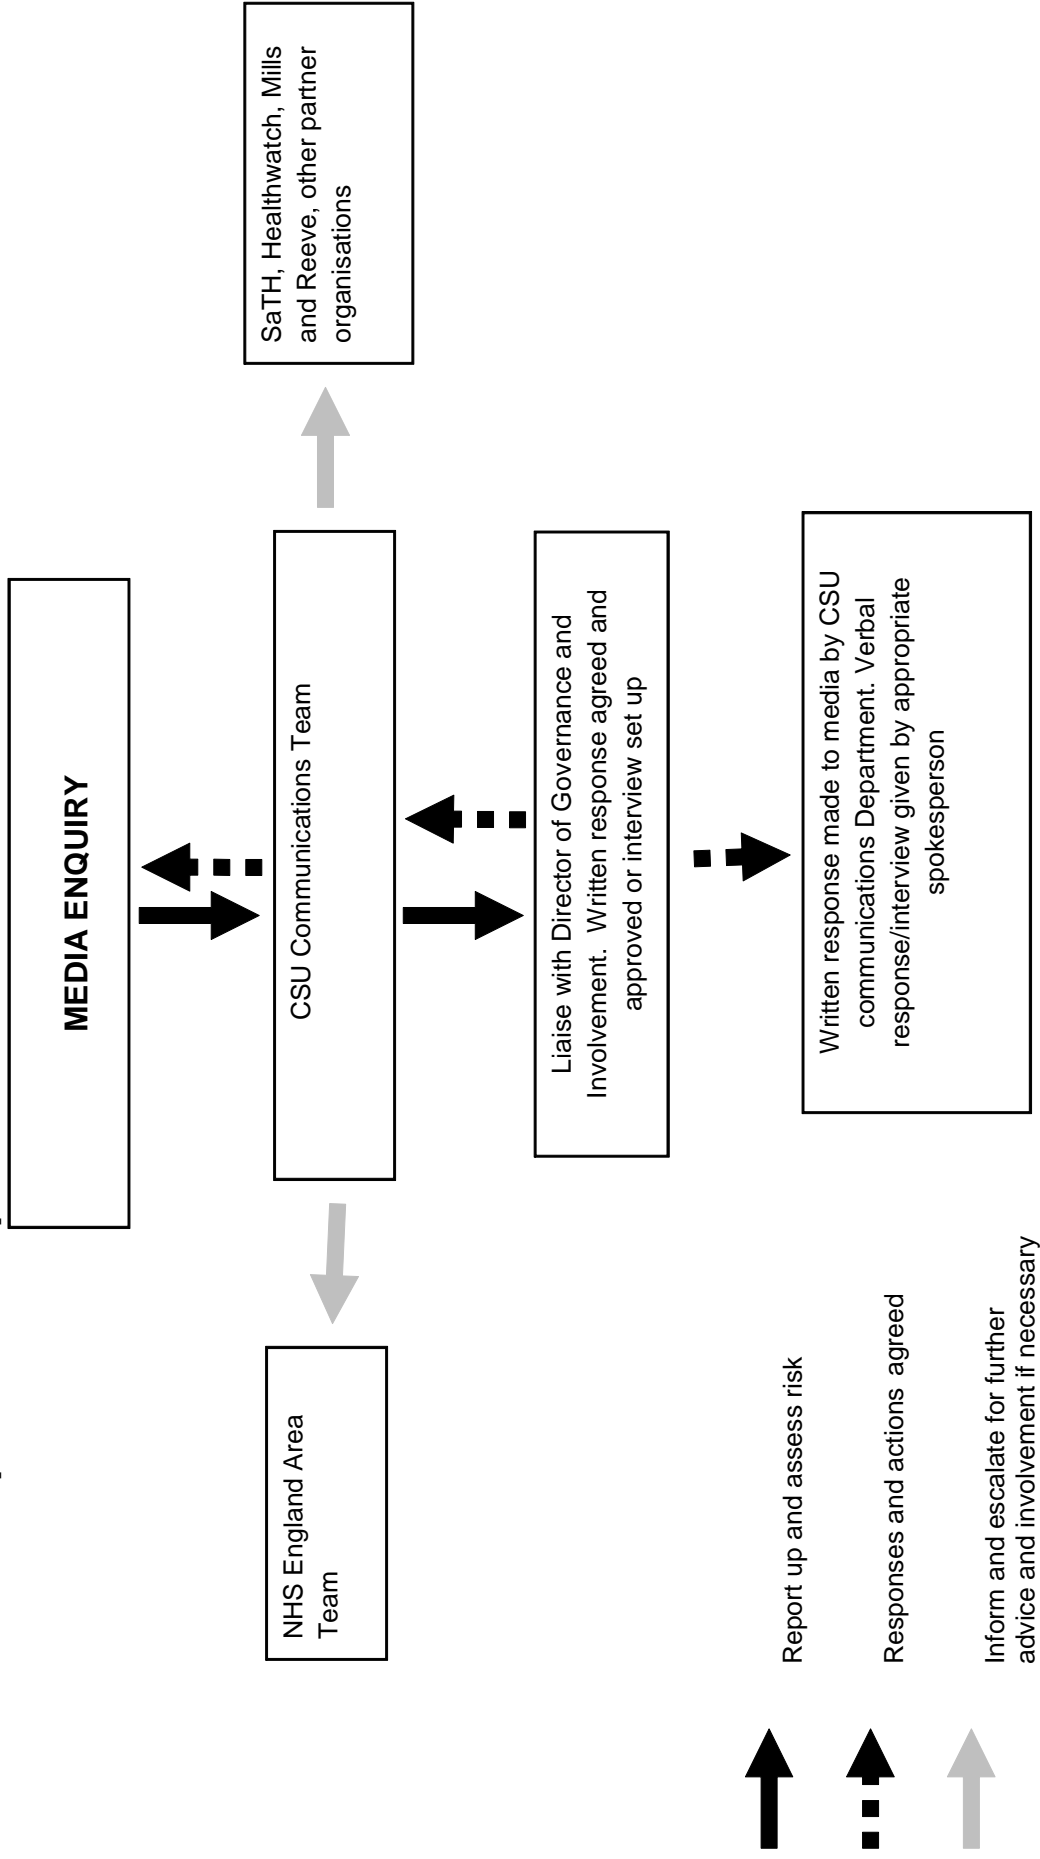 MEDIA ENQUIRY
CSU Communications Team
NHS England Area
Team
SaTH, Healthwatch, Mills
and Reeve, other partner
organisations
Liaise with Director of Governance and
Involvement.  Written response agreed and
approved or interview set up
Written response made to media by CSU
communications Department. Verbal
response/interview given by appropriate
spokesperson
Report up and assess risk
Responses and actions  agreed
Inform and escalate for further
advice and involvement if necessary